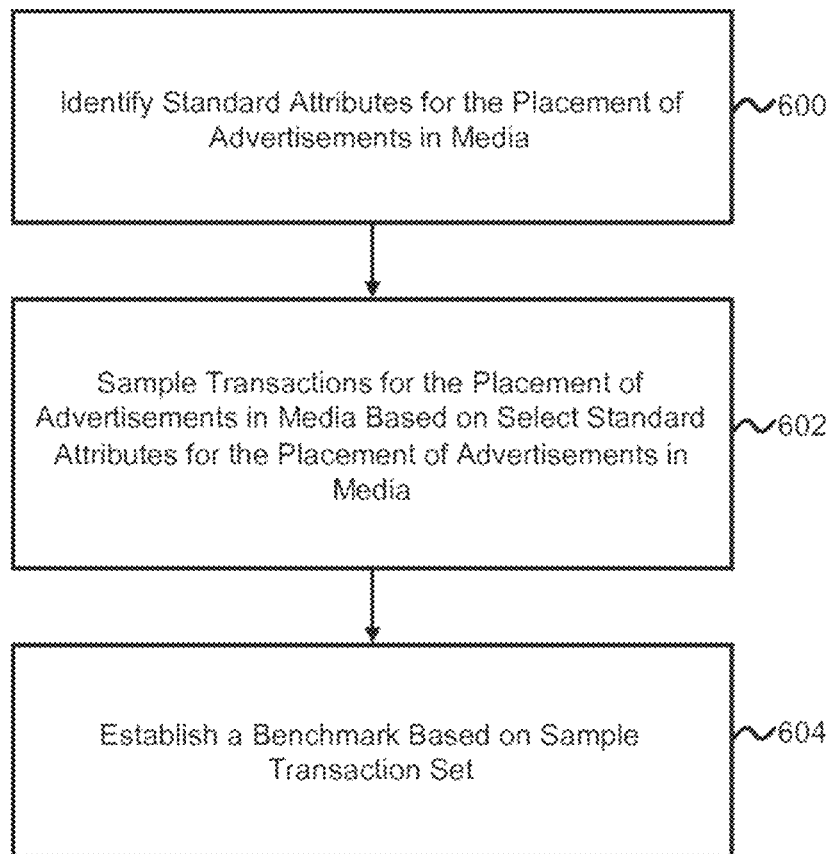 Identify Standard Attributes for the Placement of
Advertisements in Media
600
Sample Transactions for the Placement of
Advertisements in Media Based on Select Standard
Attributes for the Placement of Advertisements in
Media
602
Establish a Benchmark Based on Sample
Transaction Set
604